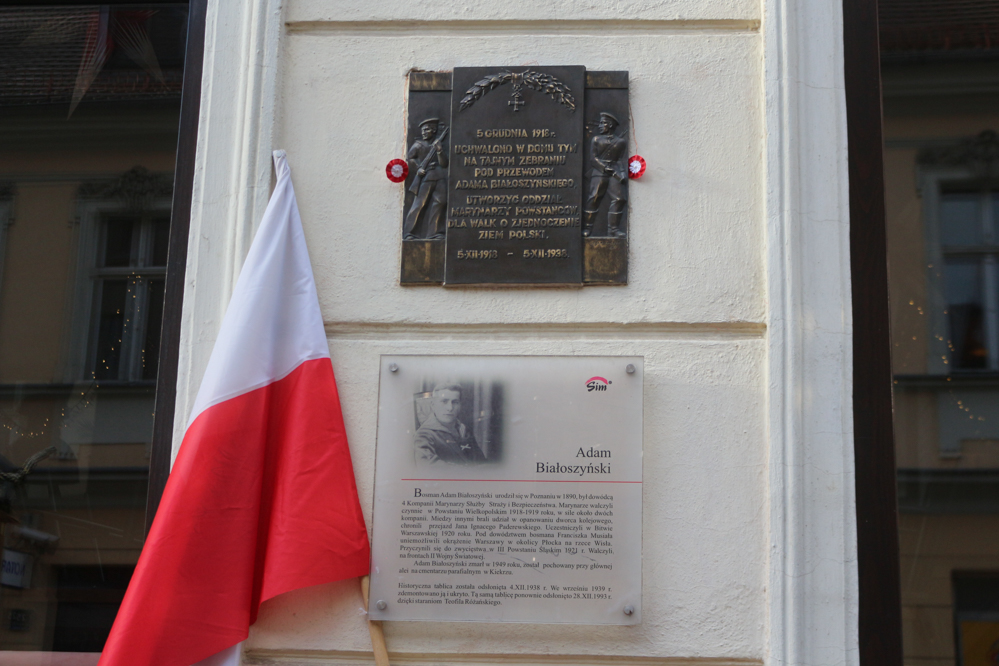 5 GRUDNIA 1918 r.
UCHWALONO W DOMU TYM
NA TAJNYM ZEBRANIU
POD PRZEWODEM
ADAMA BIAŁOSZYŃSKIEGO
UTWORZYĆ ODDZIAŁ
MARYNARZY POWSTAŃCÓW
DLA WALK O ZJEDNOCZENIE
ZIEM POLSKI.
5-XII-1918 - 5-XII-1938.
Sim
Adam
Białoszyński
Bosman Adam Białoszyński urodził się w Poznaniu w 1890, był dowódcą
4 Kompanii Marynarzy Służby Straży i Bezpieczeństwa. Marynarze walczyli
czynnie w Powstaniu Wielkopolskim 1918-1919 roku, w sile około dwóch
kompanii. Miedzy innymi brali udział w opanowaniu dworca kolejowego,
chronili przejazd Jana Ignacego Paderewskiego. Uczestniczyli w Bitwie
Warszawskiej 1920 roku. Pod dowództwem bosmana Franciszka Musiała
uniemożliwili okrążenie Warszawy w okolicy Płocka na rzece Wisła.
Przyczynili się do zwycięstwa w III Powstaniu Śląskim 1921 r. Walczyli
na frontach II Wojny Światowej.
Adam Białoszyński zmarł w 1949 roku, został pochowany przy głównej
alei na cmentarzu parafialnym w Kiekrzu.
Historyczna tablica została odsłonięta 4.XII.1938 r. We wrześniu 1939 r.
zdemontowano ją i ukryto. Tą samą tablicę ponownie odsłonięto 28.XII.1993 r.
dzięki staraniom Teofila Różańskiego.